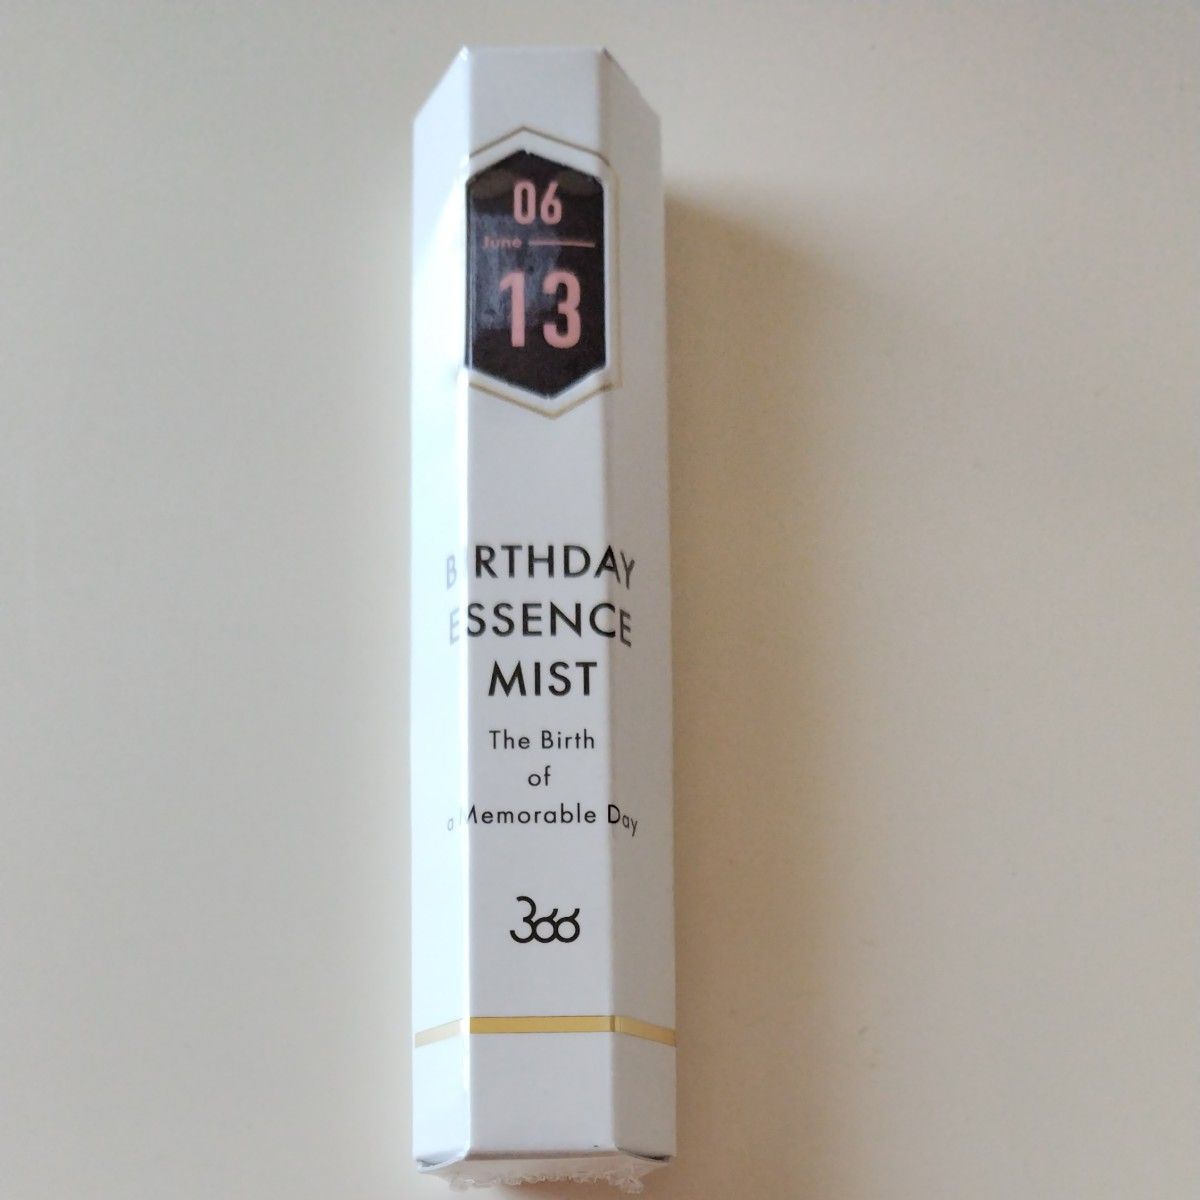 06
June
13
BIRTHDAY
ESSENCE
MIST
The Birth
of
a Memorable Day
366